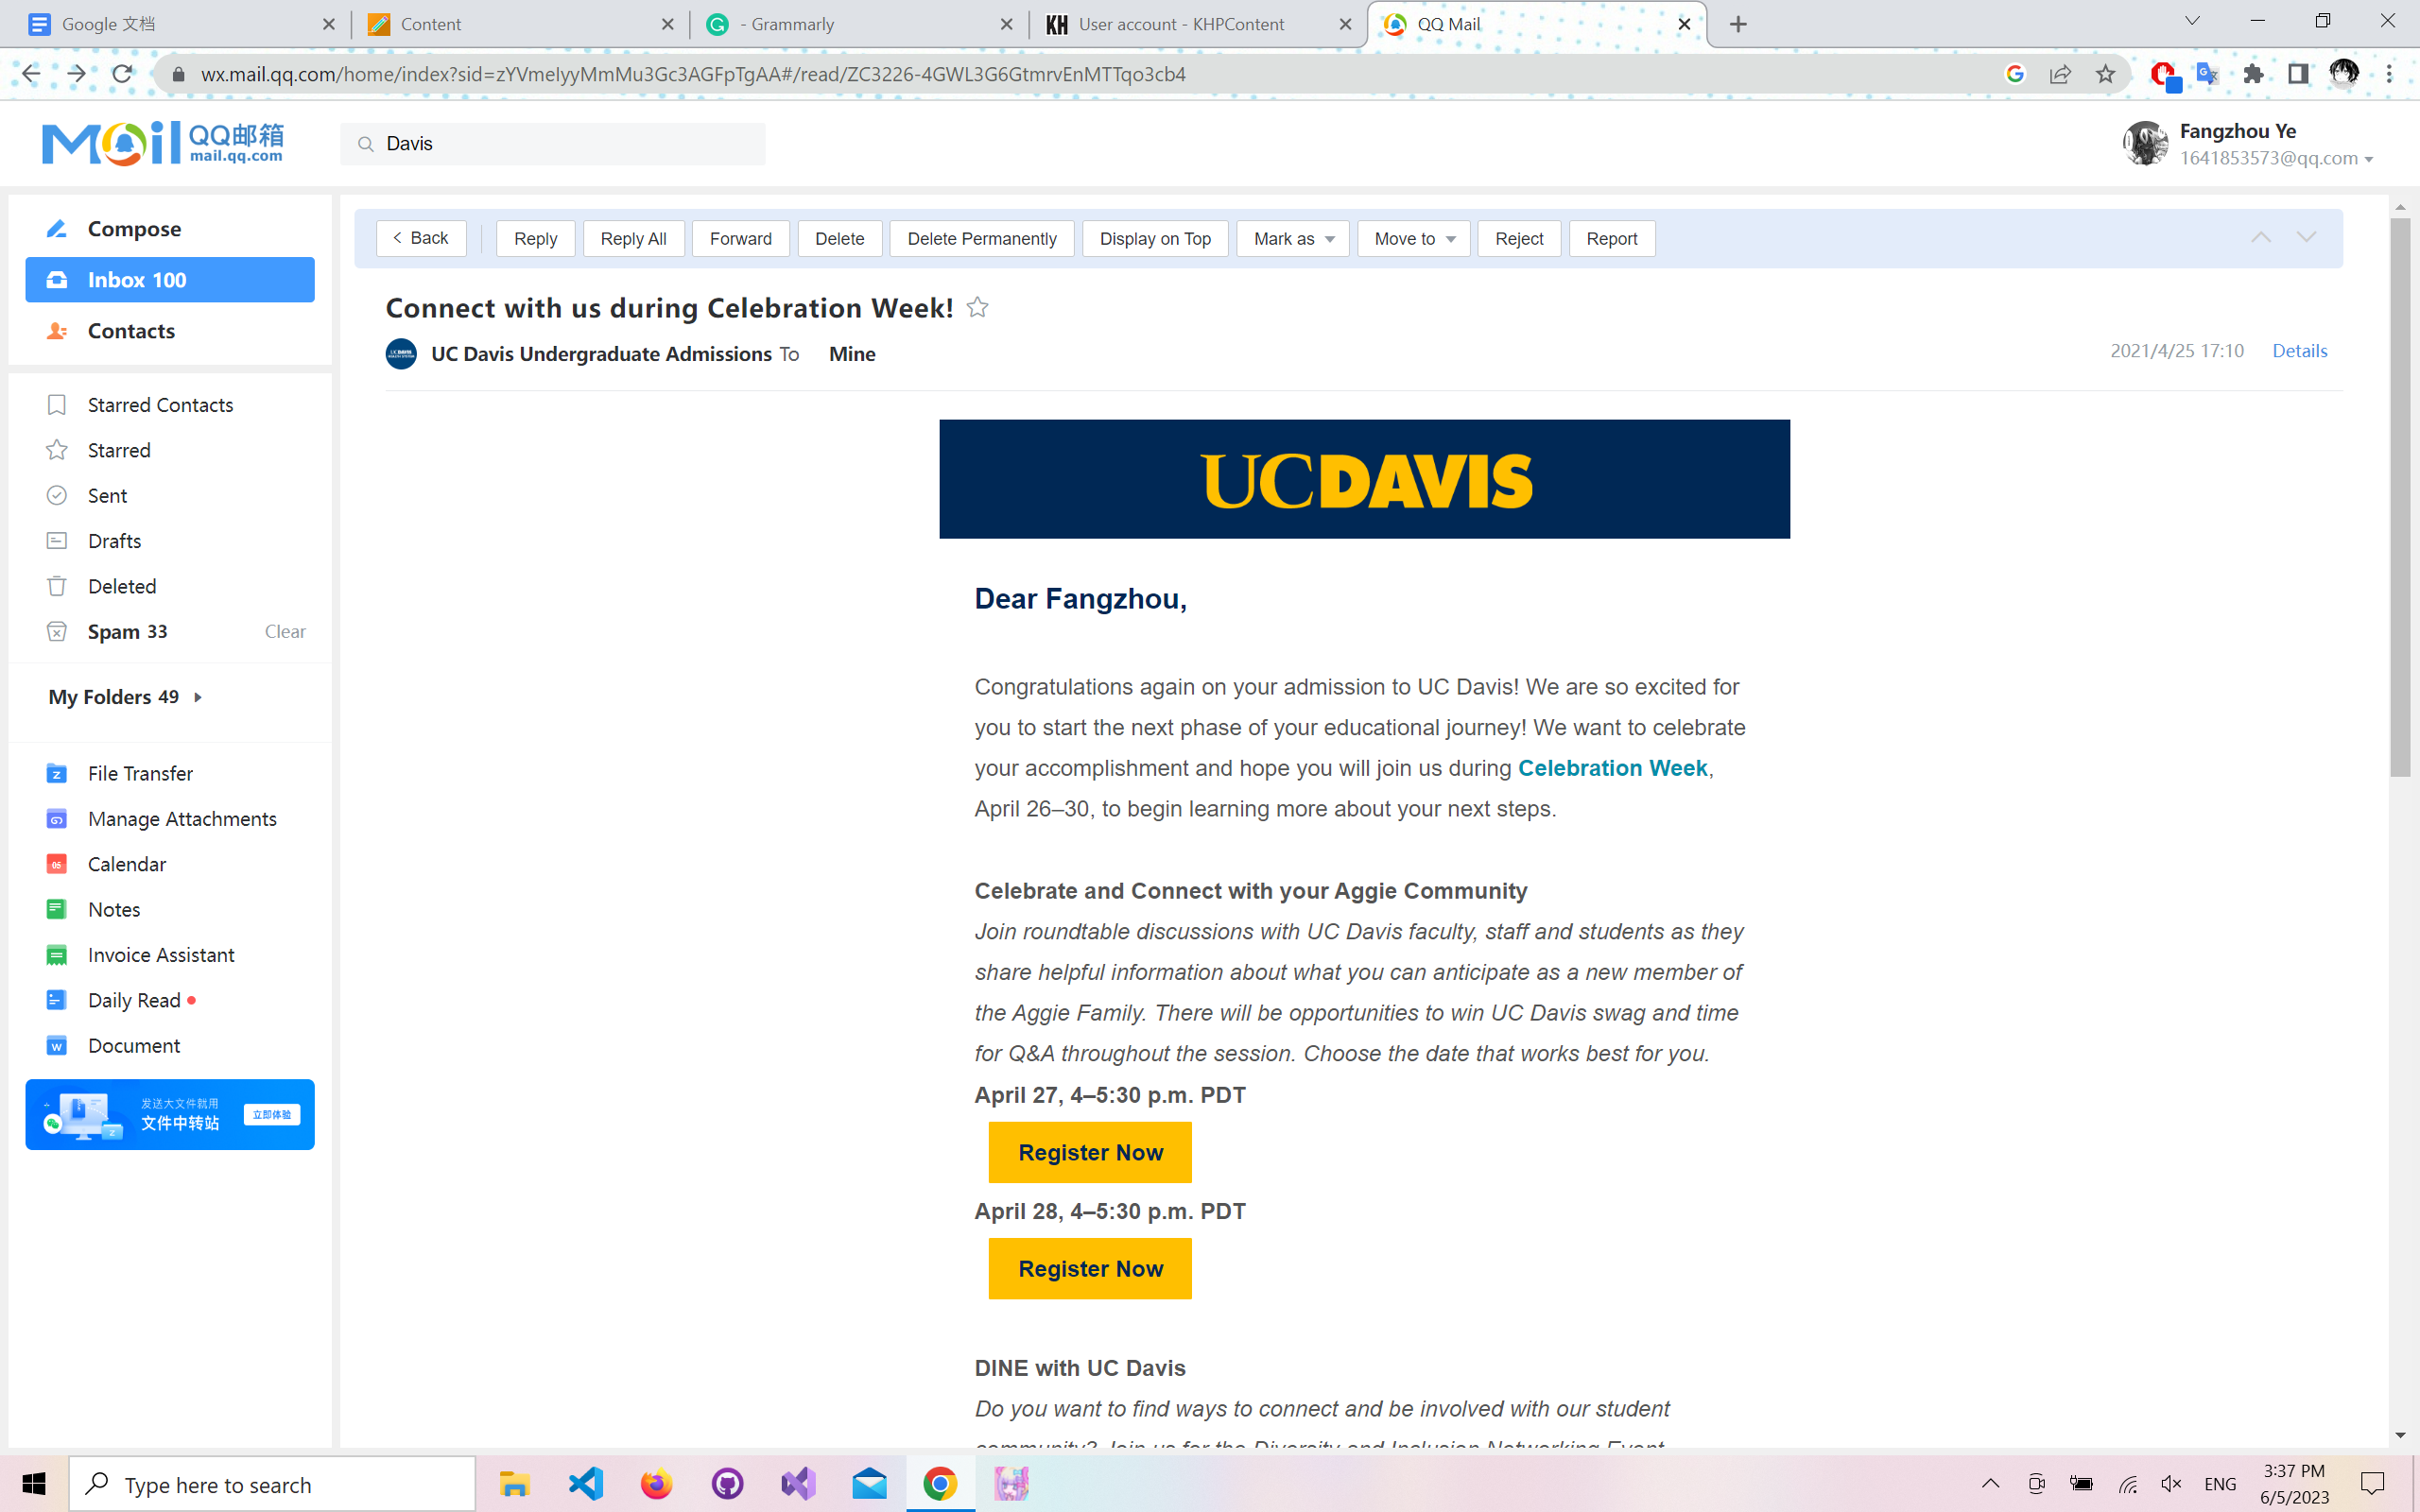 Google 文档
Content
- Grammarly
KH User account - KHPContent
QQ Mail
wx.mail.qq.com/home/index?sid=zYVmeIyyMmMu3Gc3AGFpTgAA#/read/ZC3226-4GWL3G6GtmrvEnMTTqo3cb4
Mail QQ邮箱
mail.qq.com
Davis
Fangzhou Ye
1641853573@qq.com
Compose
Inbox 100
Contacts
Starred Contacts
Starred
Sent
Drafts
Deleted
Spam 33 Clear
My Folders 49
File Transfer
Manage Attachments
Calendar
Notes
Invoice Assistant
Daily Read
Document
发送大文件就用
文件中转站
立即体验
Back Reply Reply All Forward Delete Delete Permanently Display on Top Mark as Move to Reject Report
Connect with us during Celebration Week!
UC Davis Undergraduate Admissions To Mine
2021/4/25 17:10 Details
UCDAVIS
Dear Fangzhou,
Congratulations again on your admission to UC Davis! We are so excited for
you to start the next phase of your educational journey! We want to celebrate
your accomplishment and hope you will join us during Celebration Week,
April 26–30, to begin learning more about your next steps.
Celebrate and Connect with your Aggie Community
Join roundtable discussions with UC Davis faculty, staff and students as they
share helpful information about what you can anticipate as a new member of
the Aggie Family. There will be opportunities to win UC Davis swag and time
for Q&A throughout the session. Choose the date that works best for you.
April 27, 4–5:30 p.m. PDT
Register Now
April 28, 4–5:30 p.m. PDT
Register Now
DINE with UC Davis
Do you want to find ways to connect and be involved with our student
community? Join us for the Diversity and Inclusion Networking Event
Type here to search
ENG
3:37 PM
6/5/2023